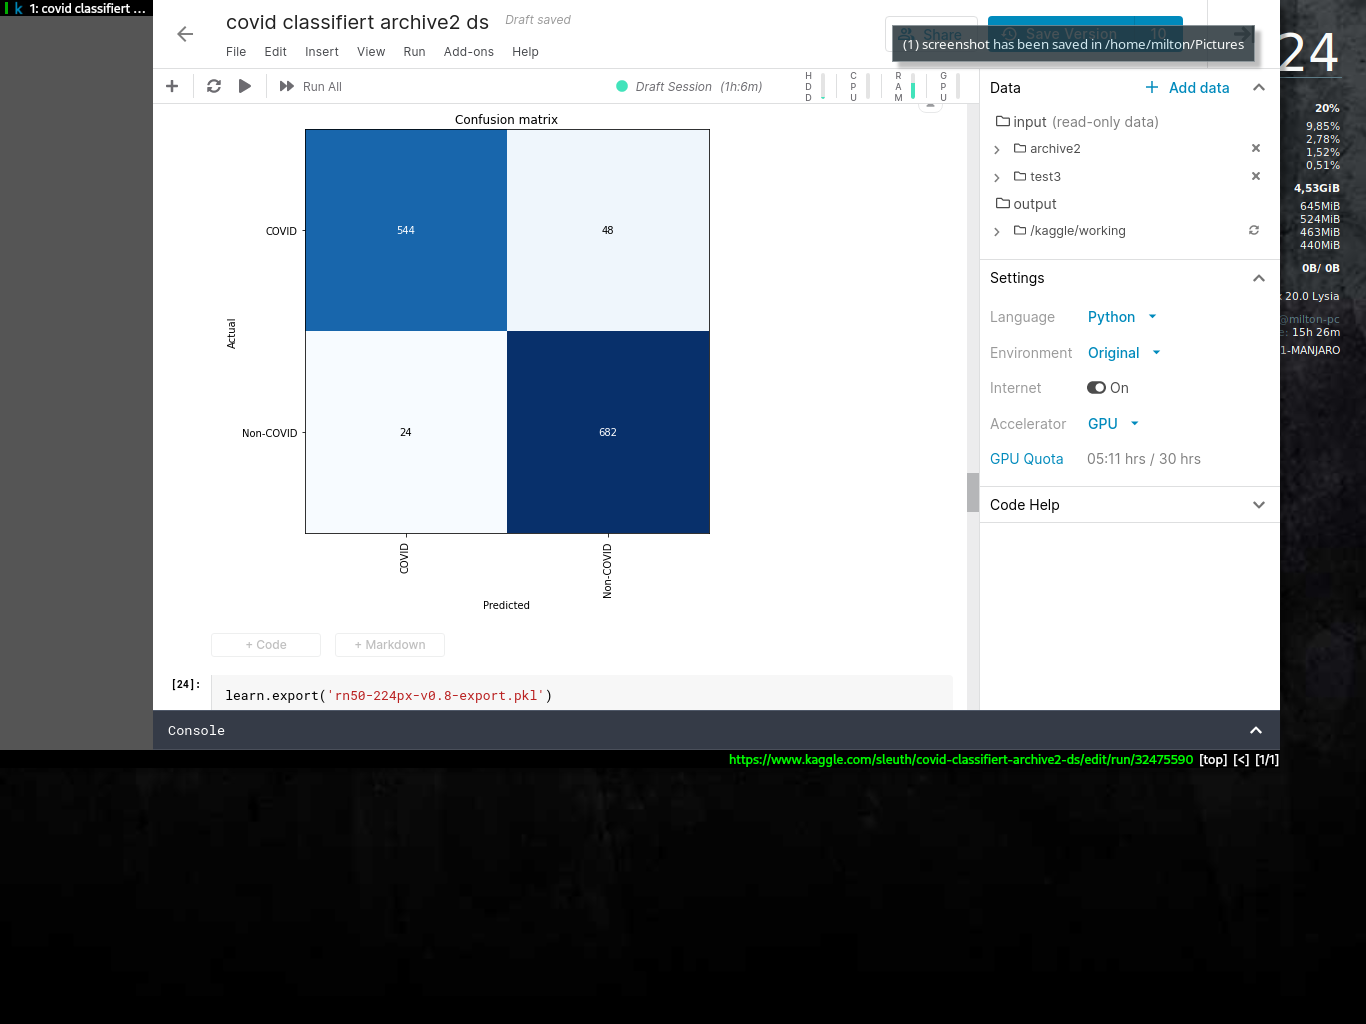 1: covid classifiert ...
covid classifiert archive2 ds
Draft saved
File Edit Insert View Run Add-ons Help
Share
Save Version
10
(1) screenshot has been saved in /home/milton/Pictures
Run All
Draft Session (1h:6m)
HDD CPU RAM GPU
Confusion matrix
COVID
544
48
Actual
Non-COVID
24
682
COVID
Non-COVID
Predicted
+ Code
+ Markdown
[24]:
learn.export('rn50-224px-v0.8-export.pkl')
Console
Data
+ Add data
input (read-only data)
archive2
test3
output
/kaggle/working
Settings
Language Python
Environment Original
Internet On
Accelerator GPU
GPU Quota 05:11 hrs / 30 hrs
Code Help
https://www.kaggle.com/sleuth/covid-classifiert-archive2-ds/edit/run/32475590 [top] [<] [1/1]
24
20%
9,85%
2,78%
1,52%
0,51%
4,53GiB
645MiB
524MiB
463MiB
440MiB
0B/ 0B
20.0 Lysia
@milton-pc
15h 26m
1-MANJARO